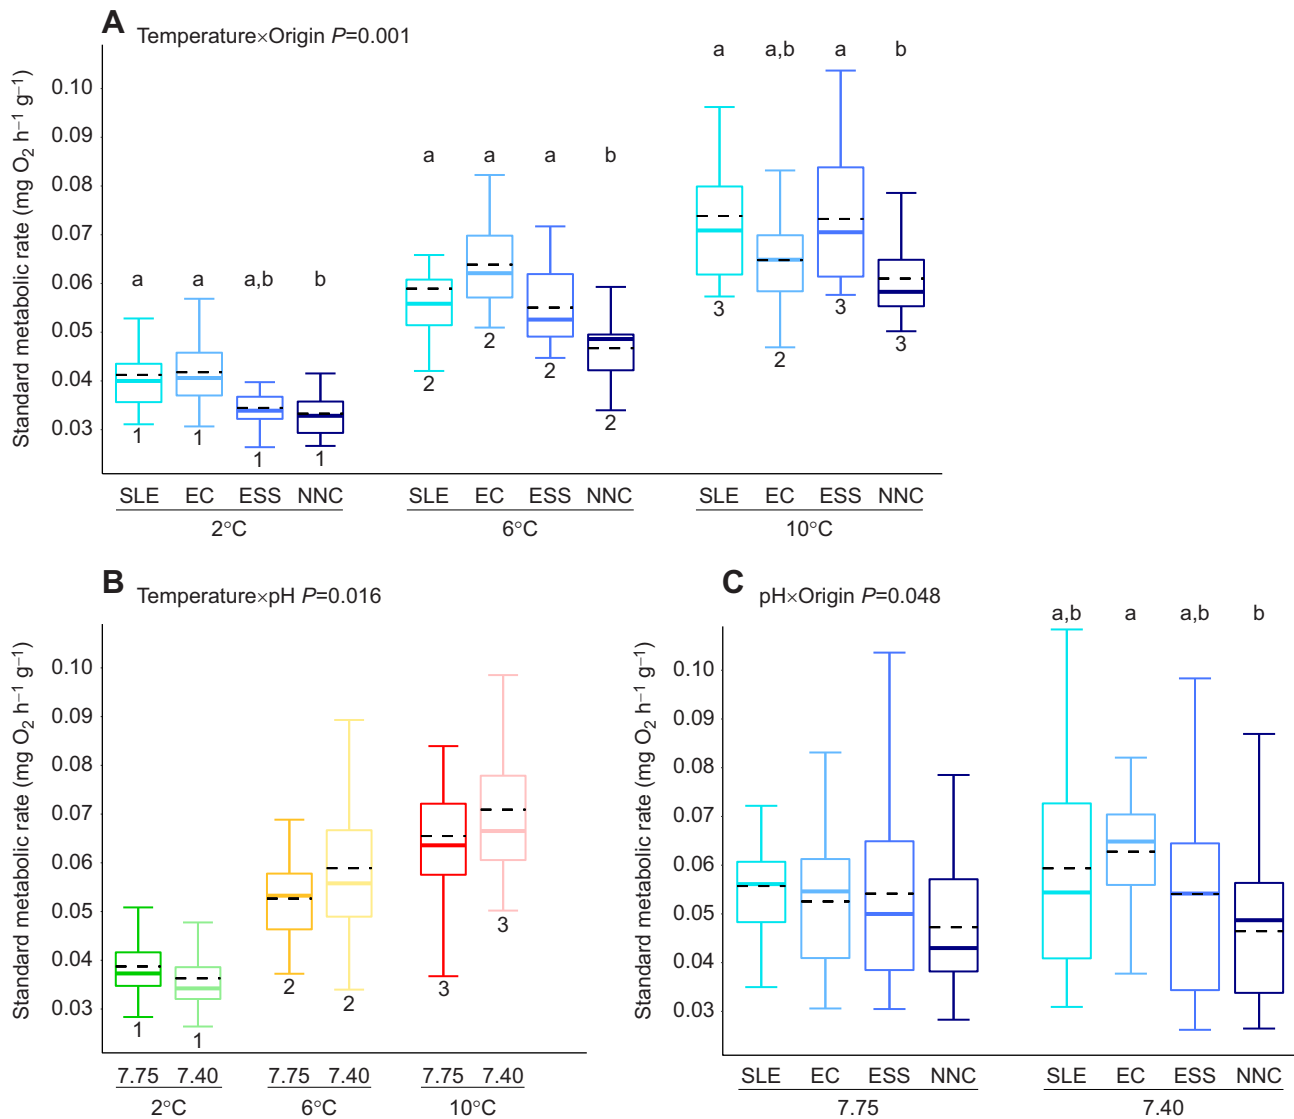 A
Temperature×Origin P=0.001
Standard metabolic rate (mg O₂ h⁻¹ g⁻¹)
0.10
0.09
0.08
0.07
0.06
0.05
0.04
0.03
a a a,b b
a a a b
a a,b a b
1 1 1 1
2 2 2 2
3 2 3 3
SLE EC ESS NNC SLE EC ESS NNC SLE EC ESS NNC
2°C 6°C 10°C
B
Temperature×pH P=0.016
Standard metabolic rate (mg O₂ h⁻¹ g⁻¹)
0.10
0.09
0.08
0.07
0.06
0.05
0.04
0.03
1 1 2 2 3 3
7.75 7.40 7.75 7.40 7.75 7.40
2°C 6°C 10°C
C
pH×Origin P=0.048
Standard metabolic rate (mg O₂ h⁻¹ g⁻¹)
0.10
0.09
0.08
0.07
0.06
0.05
0.04
0.03
a,b a a,b b
SLE EC ESS NNC SLE EC ESS NNC
7.75 7.40